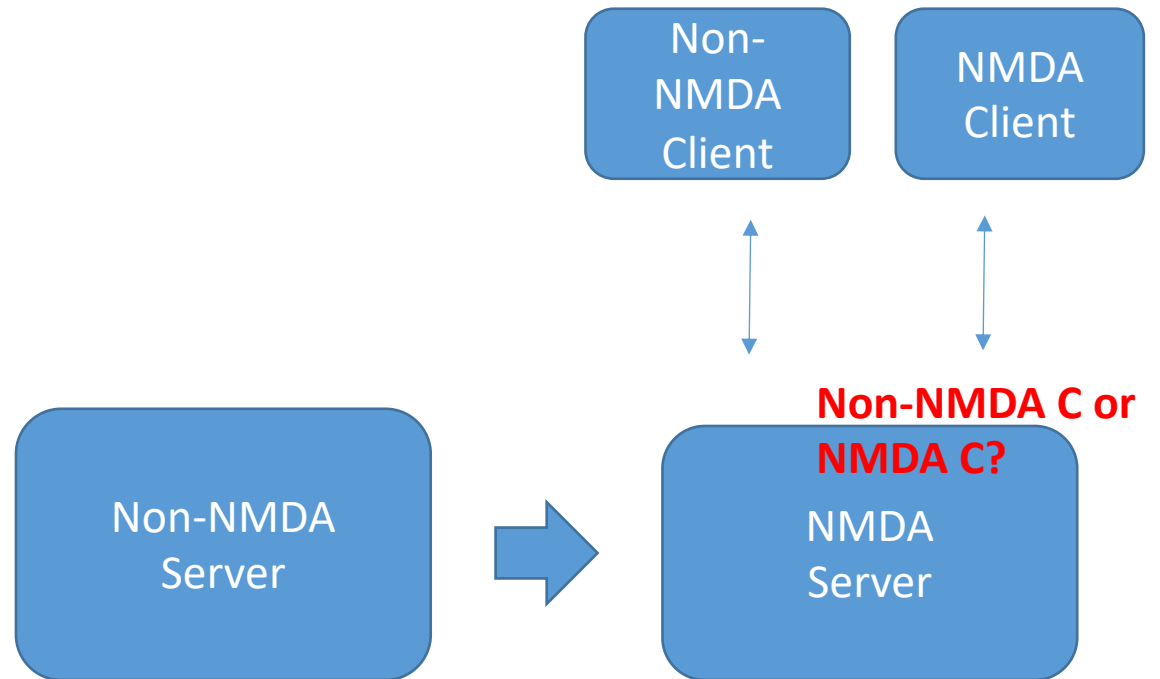 Non-
NMDA
Client
NMDA
Client
Non-NMDA C or
NMDA C?
Non-NMDA
Server
NMDA
Server